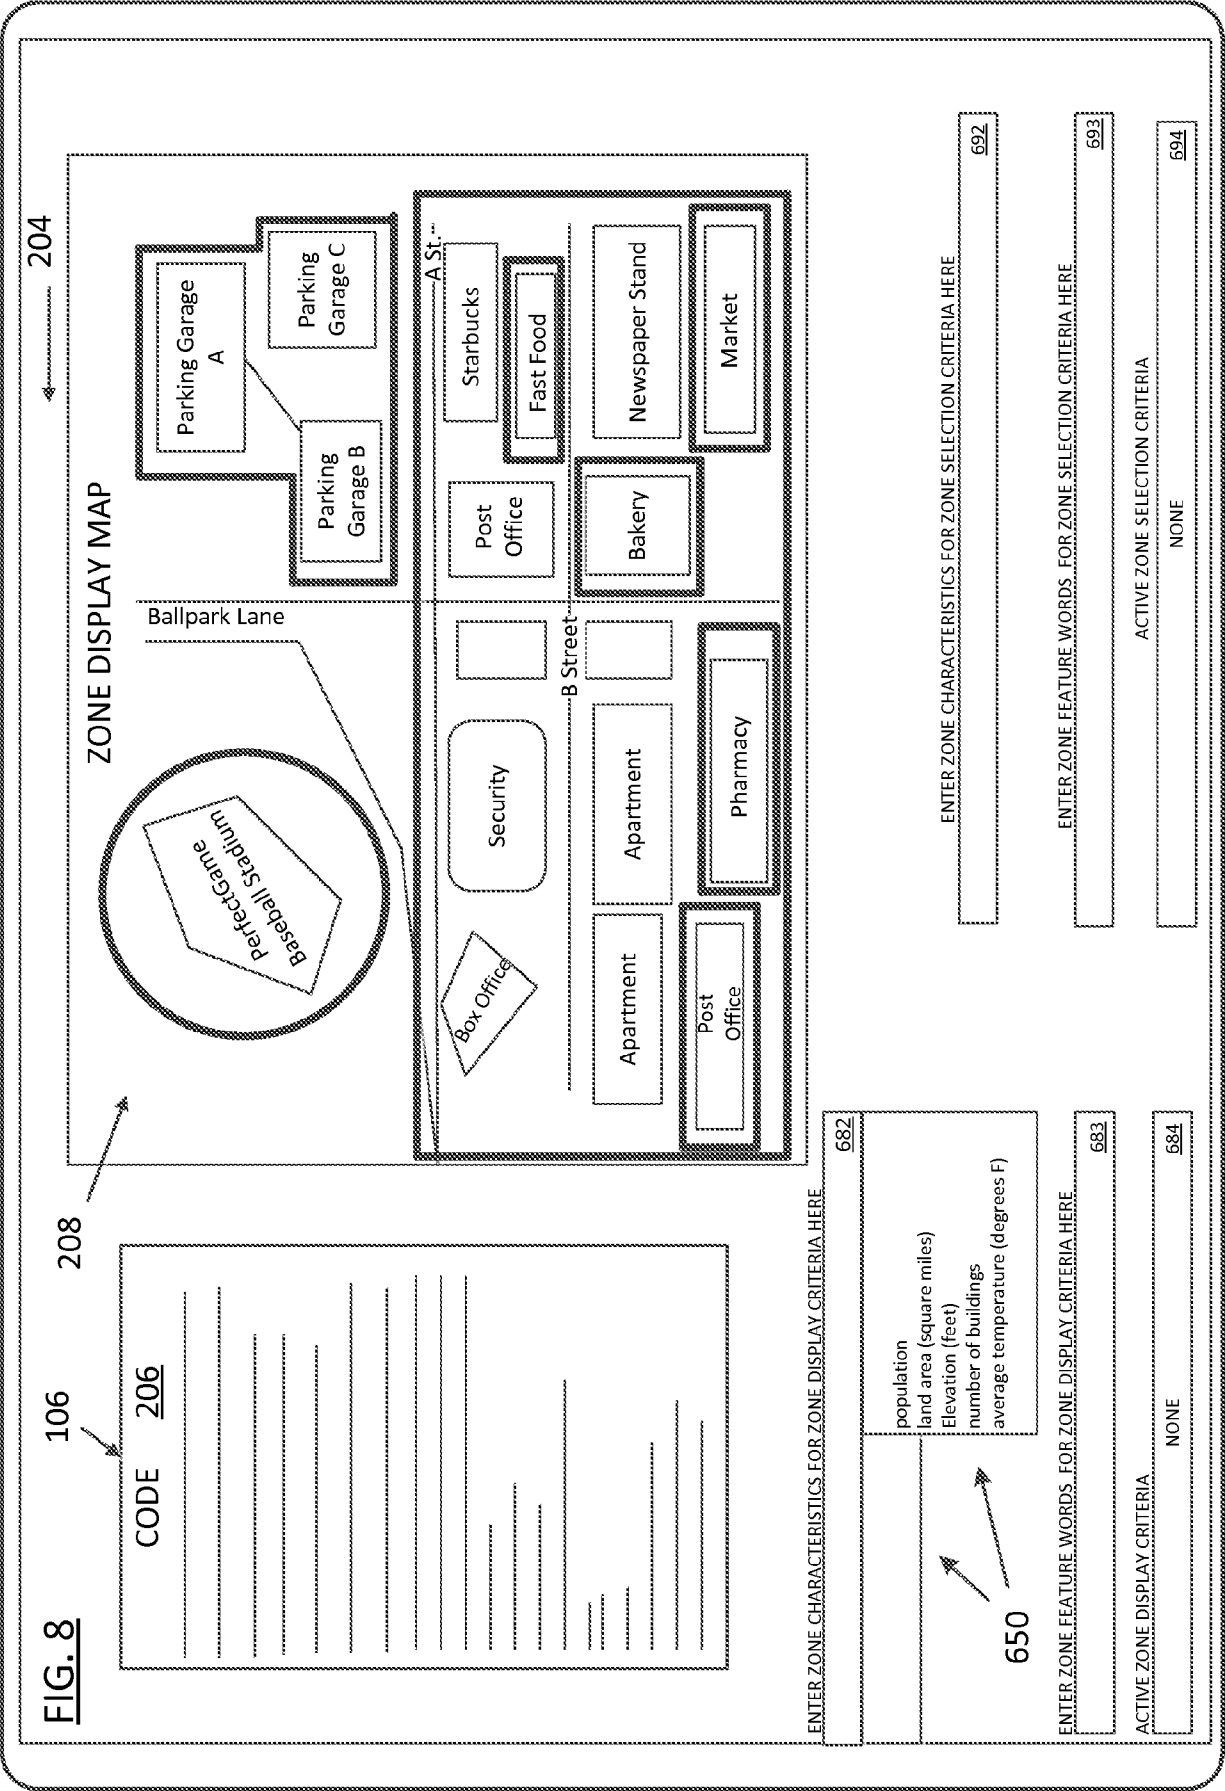 FIG. 8
106
CODE 206
208
204
ZONE DISPLAY MAP
PerfectGame
Baseball Stadium
Ballpark Lane
Parking Garage
A
Parking
Garage B
Parking
Garage C
A St.
Box Office
Security
Post
Office
Starbucks
Fast Food
B Street
Apartment
Apartment
Bakery
Newspaper Stand
Post
Office
Pharmacy
Market
ENTER ZONE CHARACTERISTICS FOR ZONE DISPLAY CRITERIA HERE
682
population
land area (square miles)
Elevation (feet)
number of buildings
average temperature (degrees F)
650
ENTER ZONE FEATURE WORDS FOR ZONE DISPLAY CRITERIA HERE
683
ACTIVE ZONE DISPLAY CRITERIA
NONE
684
ENTER ZONE CHARACTERISTICS FOR ZONE SELECTION CRITERIA HERE
692
ENTER ZONE FEATURE WORDS FOR ZONE SELECTION CRITERIA HERE
693
ACTIVE ZONE SELECTION CRITERIA
NONE
694